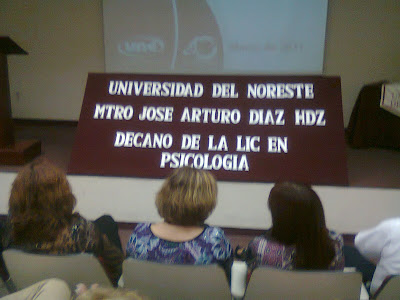 UNIVERSIDAD DEL NORESTE
MTRO JOSE ARTURO DIAZ HDZ
DECANO DE LA LIC EN
PSICOLOGIA